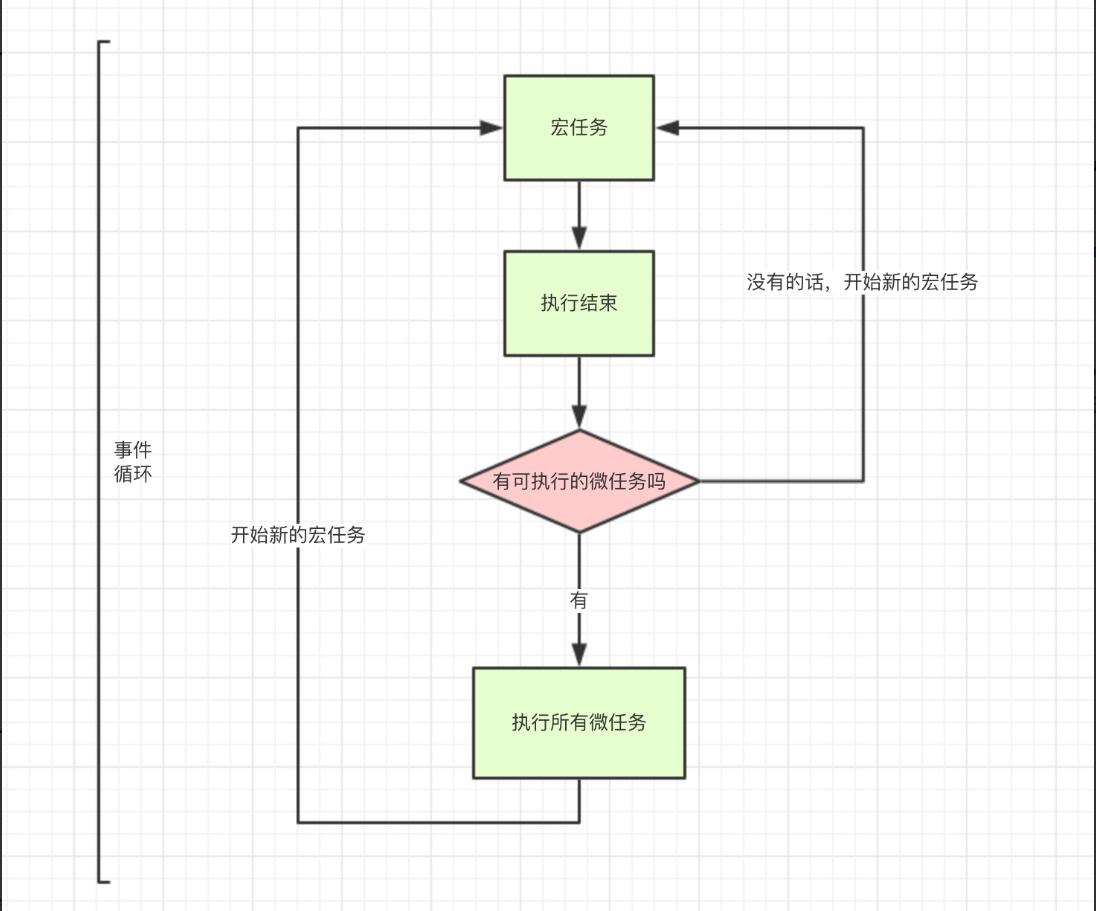 宏任务
没有的话，开始新的宏任务
执行结束
事件
循环
有可执行的微任务吗
开始新的宏任务
有
执行所有微任务